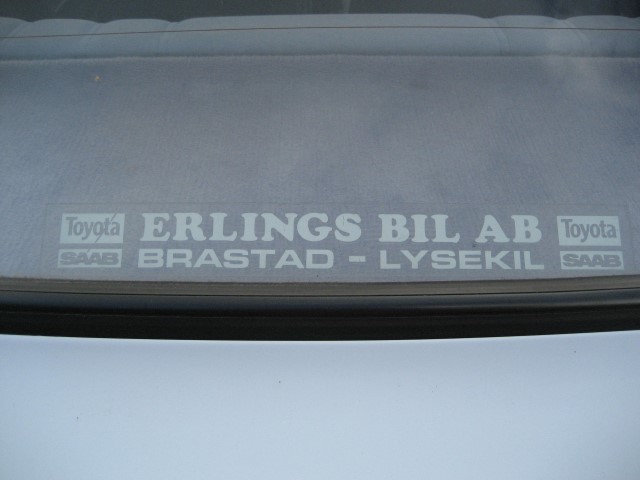 Toyota ERLINGS BIL AB Toyota
SAAB BRASTAD - LYSEKIL SAAB